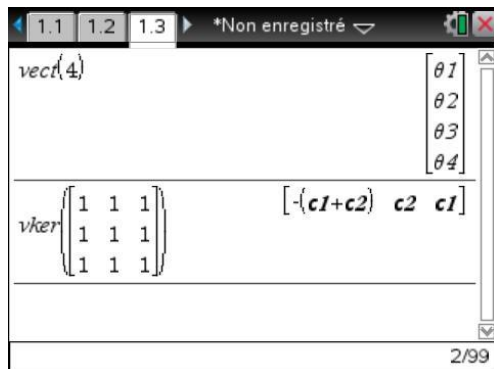 1.1 1.2 1.3 *Non enregistré
vect(4) [θ1 θ2 θ3 θ4]
vker([1 1 1
1 1 1
1 1 1]) [-(c1+c2) c2 c1]
2/99